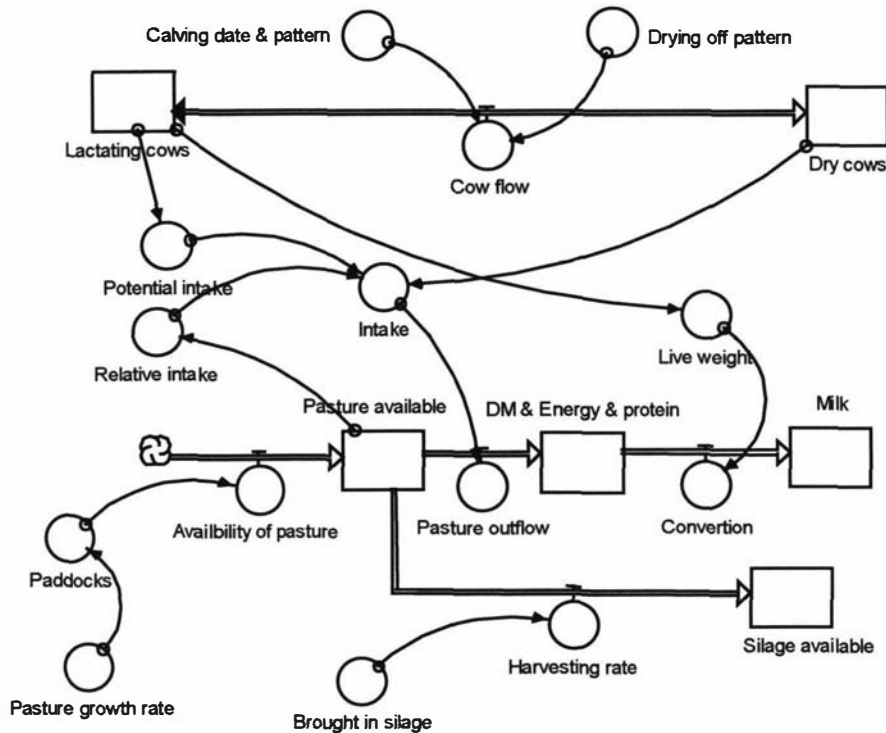 Calving date & pattern
Drying off pattern
Lactating cows
Cow flow
Dry cows
Potential intake
Intake
Live weight
Relative intake
Pasture available
DM & Energy & protein
Milk
Availbility of pasture
Pasture outflow
Convertion
Paddocks
Silage available
Harvesting rate
Pasture growth rate
Brought in silage